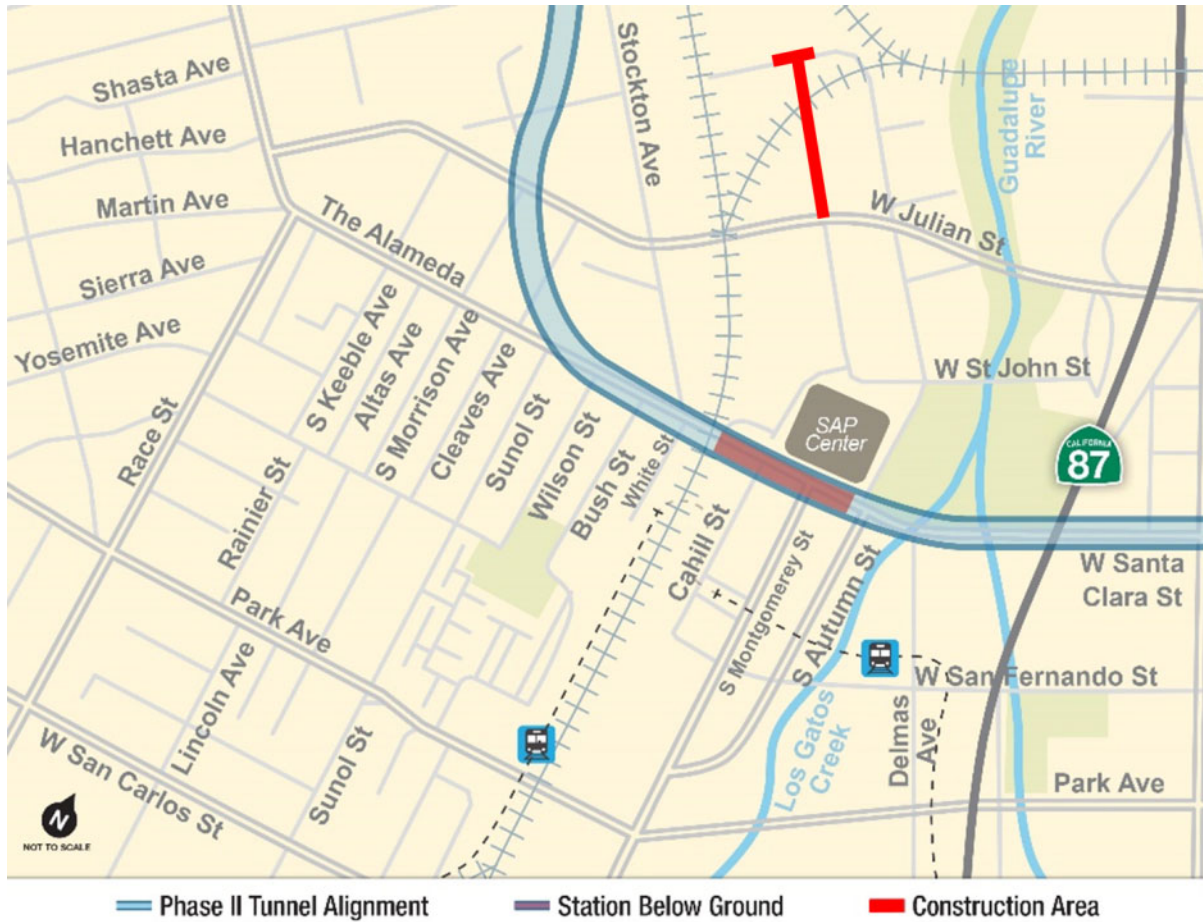 Shasta Ave
Hanchett Ave
Martin Ave
Sierra Ave
Yosemite Ave
Race St
The Alameda
Stockton Ave
Guadalupe
River
W Julian St
W St John St
SAP
Center
CALIFORNIA
87
S Keeble Ave
Altas Ave
S Morrison Ave
Cleaves Ave
Sunol St
Wilson St
Bush St
White St
Cahill St
S Montgomerey St
S Autumn St
W Santa
Clara St
Rainier St
Park Ave
Lincoln Ave
Sunol St
W San Carlos St
Los Gatos
Creek
W San Fernando St
Delmas
Ave
Park Ave
N
NOT TO SCALE
Phase II Tunnel Alignment
Station Below Ground
Construction Area